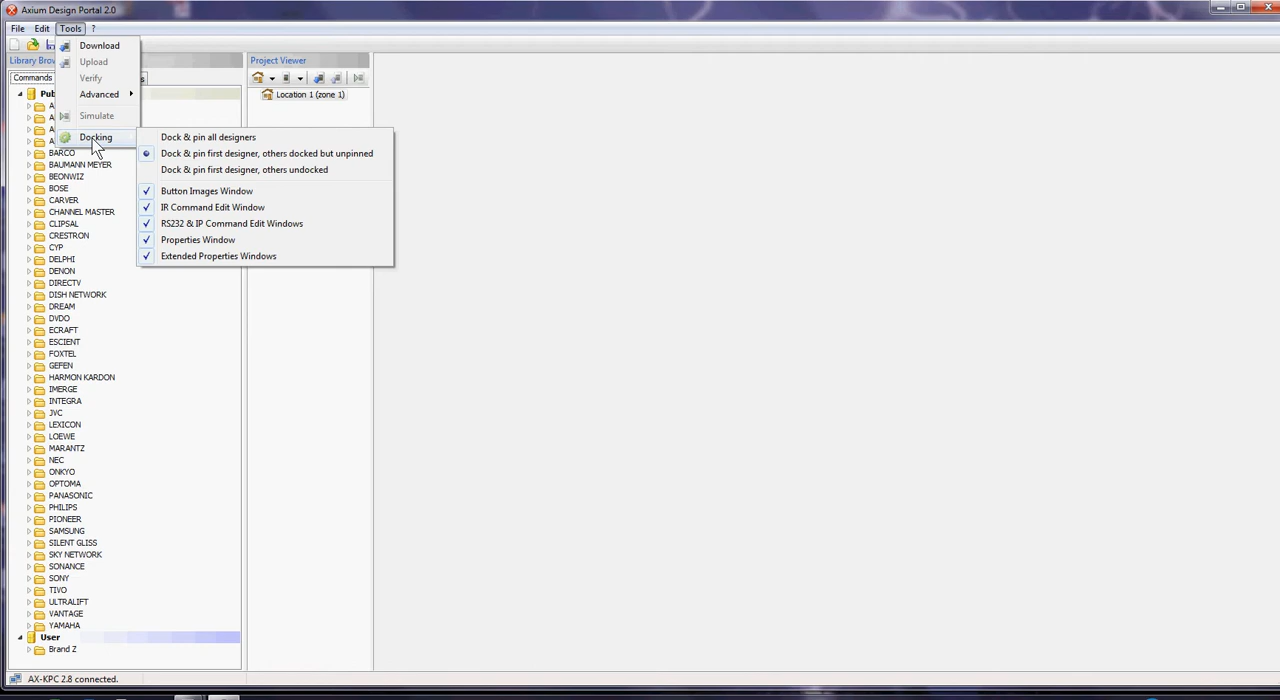 Axium Design Portal 2.0
File Edit Tools ?
Library Brow
Project Viewer
Commands
Download
Upload
Verify
Advanced
Simulate
Docking
Location 1 (zone 1)
Dock & pin all designers
Dock & pin first designer, others docked but unpinned
Dock & pin first designer, others undocked
Button Images Window
IR Command Edit Window
RS232 & IP Command Edit Windows
Properties Window
Extended Properties Windows
BARCO
BAUMANN MEYER
BEONWIZ
BOSE
CARVER
CHANNEL MASTER
CLIPSAL
CRESTRON
CYP
DELPHI
DENON
DIRECTV
DISH NETWORK
DREAM
DVDO
ECRAFT
ESCIENT
FOXTEL
GEFEN
HARMON KARDON
IMERGE
INTEGRA
JVC
LEXICON
LOEWE
MARANTZ
NEC
ONKYO
OPTOMA
PANASONIC
PHILIPS
PIONEER
SAMSUNG
SILENT GLISS
SKY NETWORK
SONANCE
SONY
TIVO
ULTRALIFT
VANTAGE
YAMAHA
User
Brand Z
AX-KPC 2.8 connected.